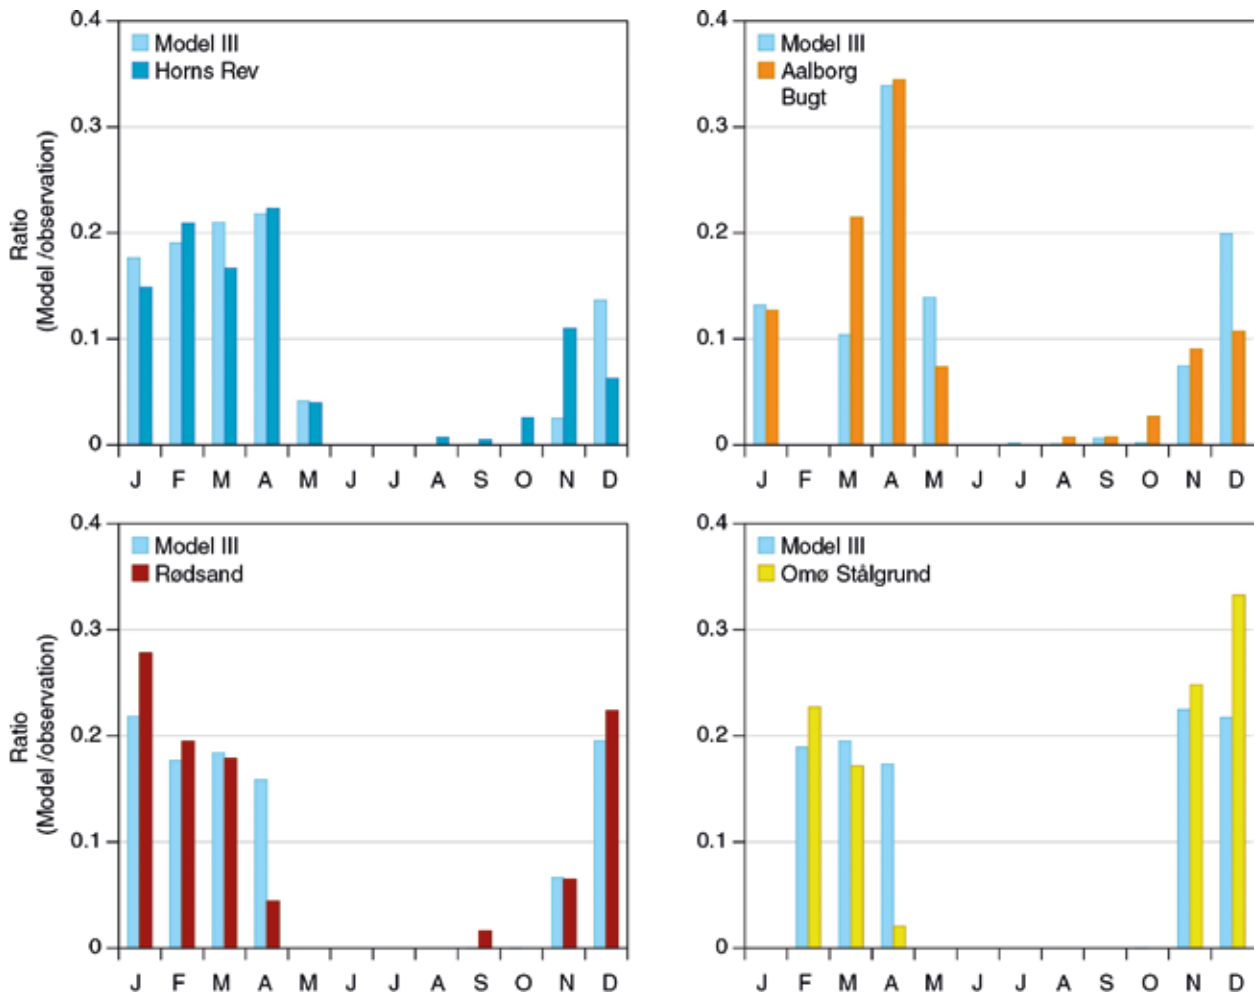 0.4
0.3
0.2
0.1
0
Ratio
(Model /observation)
Model III
Horns Rev
J F M A M J J A S O N D
0.4
0.3
0.2
0.1
0
Model III
Aalborg
Bugt
J F M A M J J A S O N D
0.4
0.3
0.2
0.1
0
Ratio
(Model /observation)
Model III
Rødsand
J F M A M J J A S O N D
0.4
0.3
0.2
0.1
0
Model III
Omø Stålgrund
J F M A M J J A S O N D